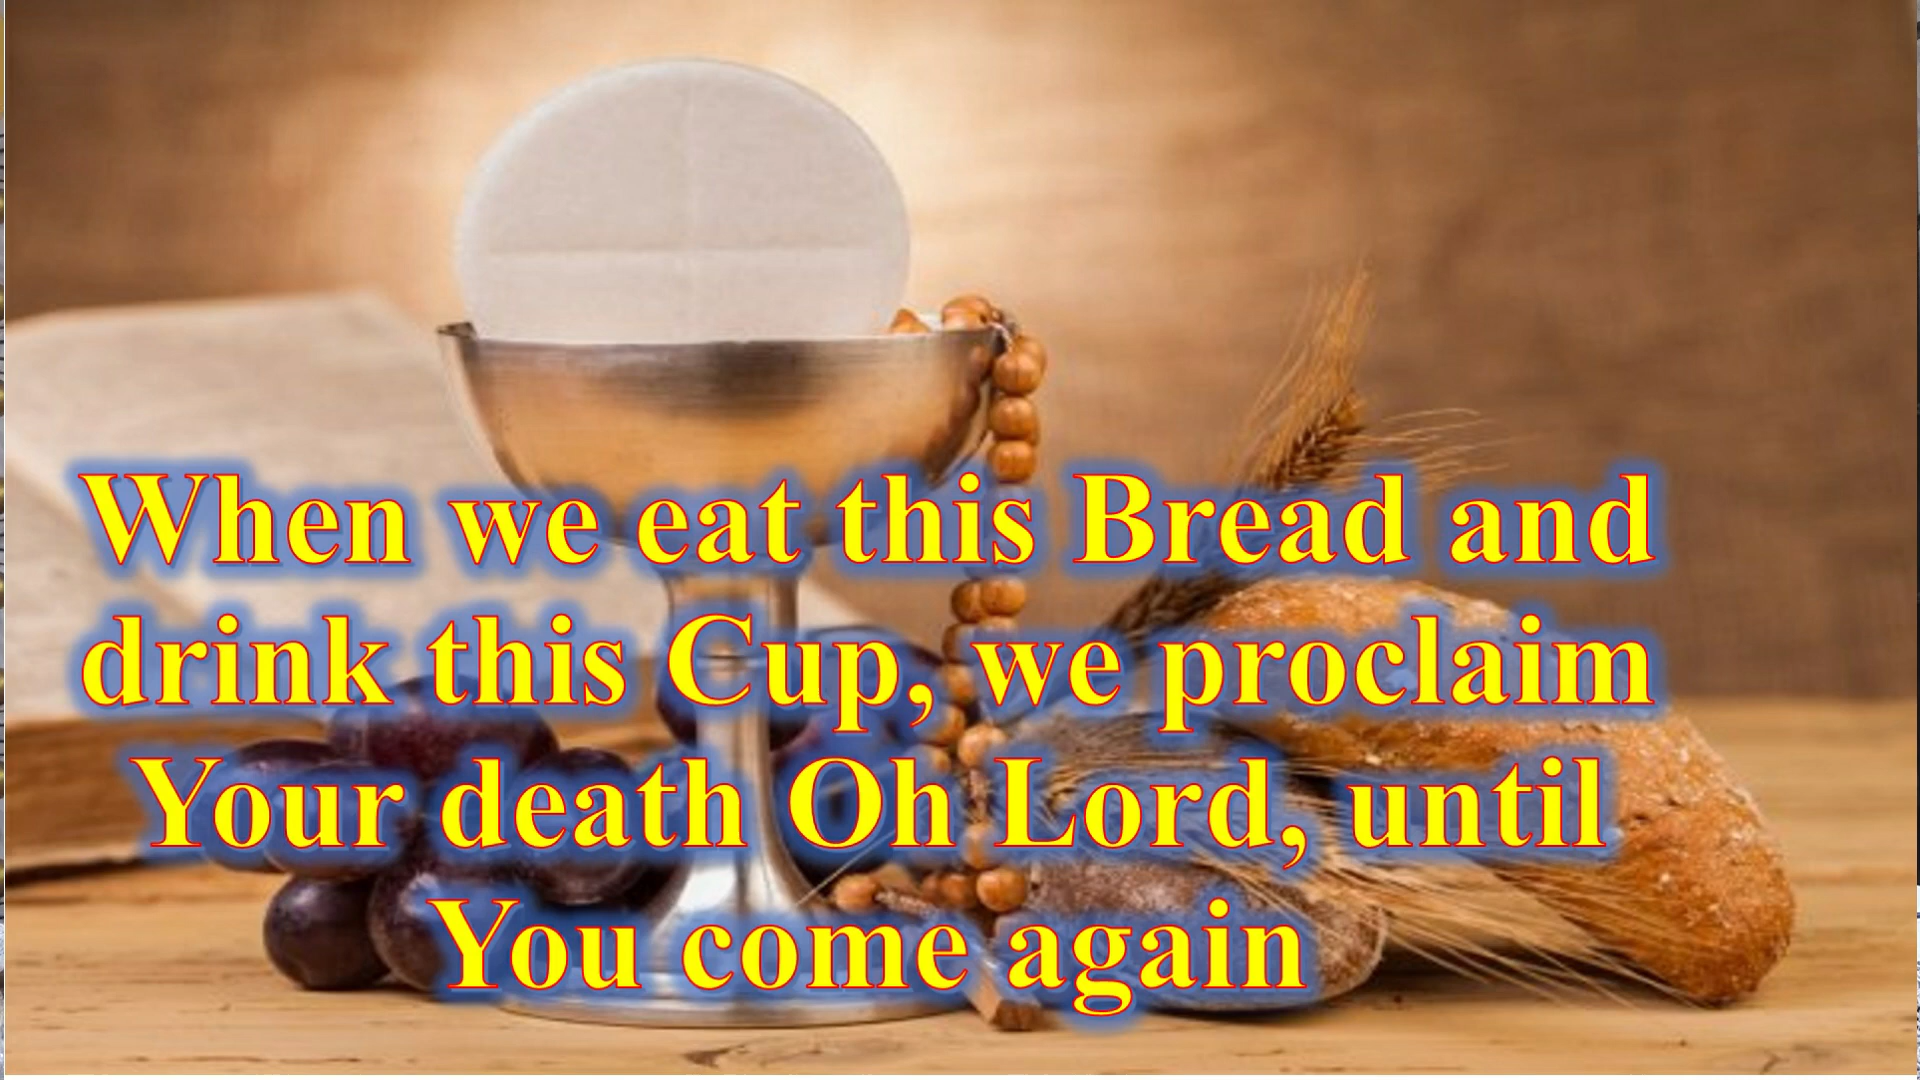 When we eat this Bread and
drink this Cup, we proclaim
Your death Oh Lord, until
You come again